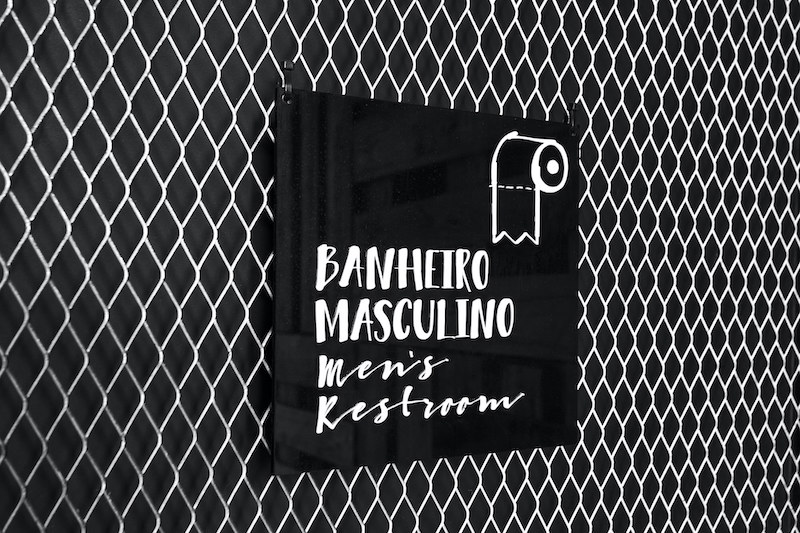 BANHEIRO
MASCULINO
Men's
Restroom